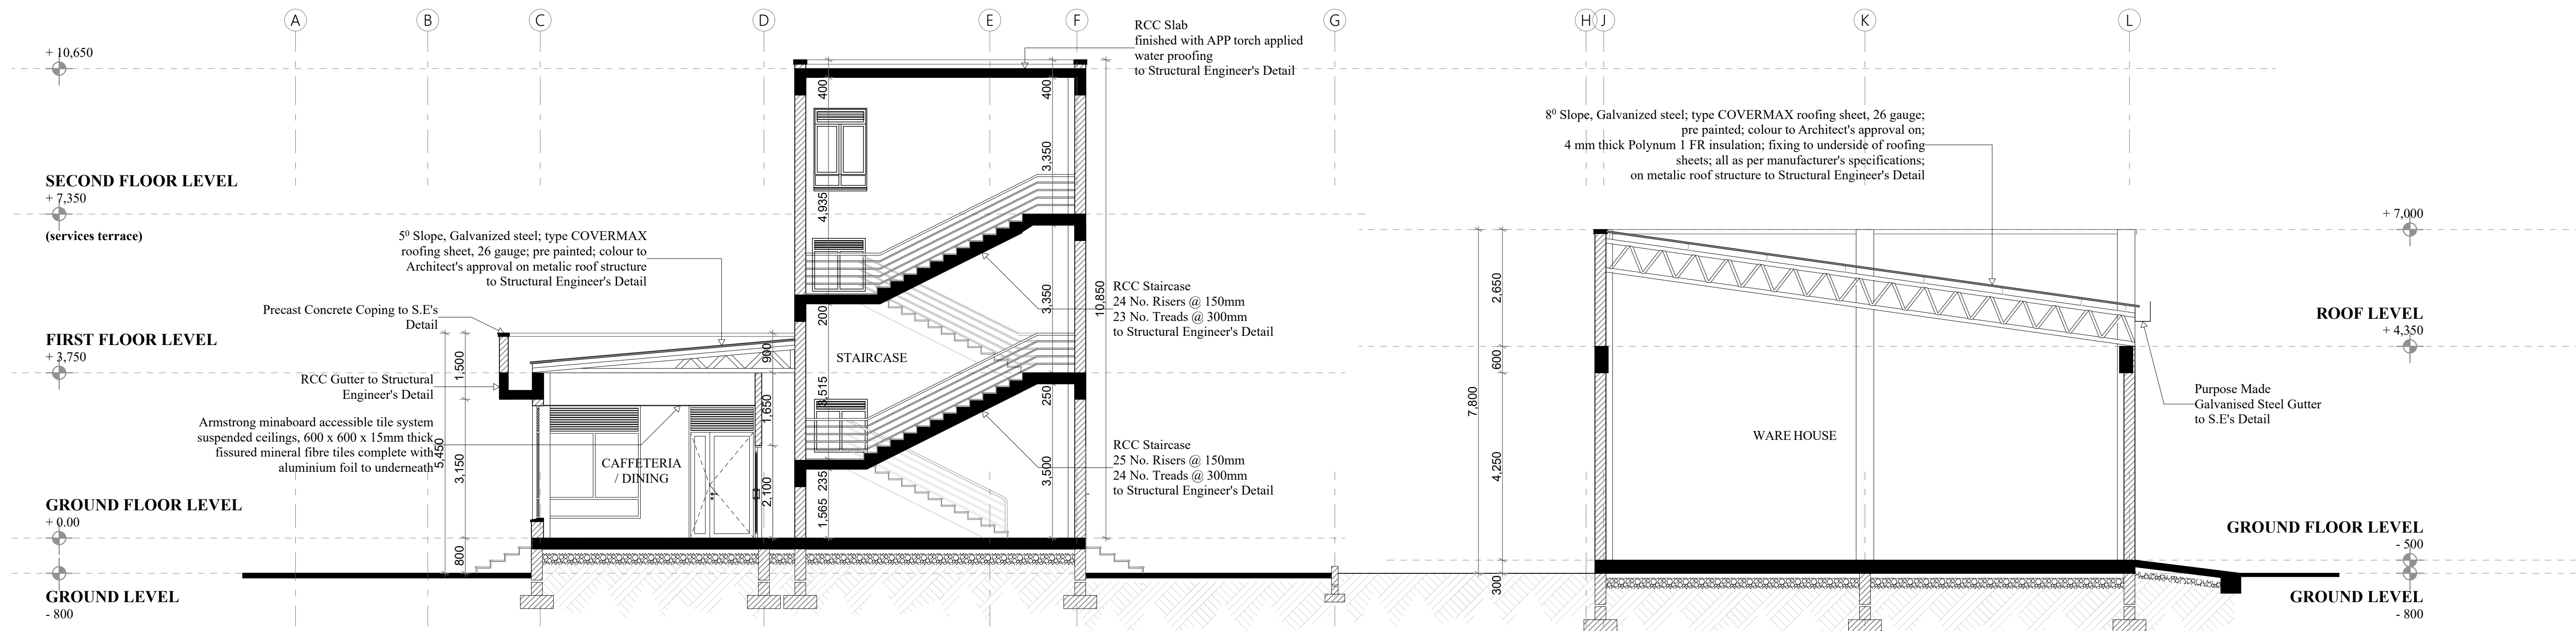 A
B
C
D
E
F
G
H
J
K
L
+ 10,650
SECOND FLOOR LEVEL
+ 7,350
(services terrace)
FIRST FLOOR LEVEL
+ 3,750
GROUND FLOOR LEVEL
+ 0.00
GROUND LEVEL
- 800
5⁰ Slope, Galvanized steel; type COVERMAX
roofing sheet, 26 gauge; pre painted; colour to
Architect's approval on metalic roof structure
to Structural Engineer's Detail
Precast Concrete Coping to S.E's
Detail
RCC Gutter to Structural
Engineer's Detail
Armstrong minaboard accessible tile system
suspended ceilings, 600 x 600 x 15mm thick
fissured mineral fibre tiles complete with
aluminium foil to underneath
5,450
1,500
3,150
800
CAFFETERIA
/ DINING
900
1,650
2,100
400
4,935
200
3,515
235
1,565
STAIRCASE
400
3,350
3,350
250
3,500
10,850
RCC Slab
finished with APP torch applied
water proofing
to Structural Engineer's Detail
RCC Staircase
24 No. Risers @ 150mm
23 No. Treads @ 300mm
to Structural Engineer's Detail
RCC Staircase
25 No. Risers @ 150mm
24 No. Treads @ 300mm
to Structural Engineer's Detail
8⁰ Slope, Galvanized steel; type COVERMAX roofing sheet, 26 gauge;
pre painted; colour to Architect's approval on;
4 mm thick Polynum 1 FR insulation; fixing to underside of roofing
sheets; all as per manufacturer's specifications;
on metalic roof structure to Structural Engineer's Detail
7,800
2,650
600
4,250
300
WARE HOUSE
Purpose Made
Galvanised Steel Gutter
to S.E's Detail
+ 7,000
ROOF LEVEL
+ 4,350
GROUND FLOOR LEVEL
- 500
GROUND LEVEL
- 800